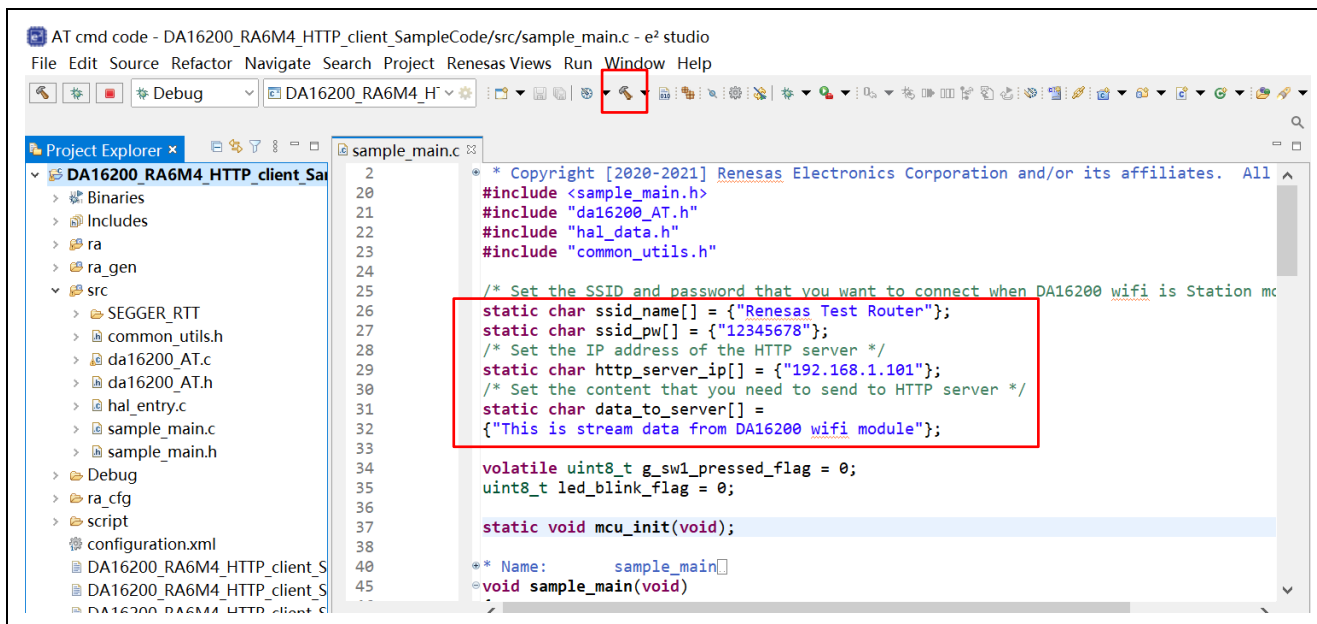 AT cmd code - DA16200_RA6M4_HTTP_client_SampleCode/src/sample_main.c - e² studio
File Edit Source Refactor Navigate Search Project Renesas Views Run Window Help
Debug DA16200_RA6M4_H
Project Explorer
DA16200_RA6M4_HTTP_client_Sa
Binaries
Includes
ra
ra_gen
src
SEGGER_RTT
common_utils.h
da16200_AT.c
da16200_AT.h
hal_entry.c
sample_main.c
sample_main.h
Debug
ra_cfg
script
configuration.xml
DA16200_RA6M4_HTTP_client_S
DA16200_RA6M4_HTTP_client_S
DA16200_RA6M4_HTTP_client_S
sample_main.c
2 * Copyright [2020-2021] Renesas Electronics Corporation and/or its affiliates. All
20 #include <sample_main.h>
21 #include "da16200_AT.h"
22 #include "hal_data.h"
23 #include "common_utils.h"
24
25 /* Set the SSID and password that you want to connect when DA16200 wifi is Station mo
26 static char ssid_name[] = {"Renesas Test Router"};
27 static char ssid_pw[] = {"12345678"};
28 /* Set the IP address of the HTTP server */
29 static char http_server_ip[] = {"192.168.1.101"};
30 /* Set the content that you need to send to HTTP server */
31 static char data_to_server[] =
32 {"This is stream data from DA16200 wifi module"};
33
34 volatile uint8_t g_sw1_pressed_flag = 0;
35 uint8_t led_blink_flag = 0;
36
37 static void mcu_init(void);
38
40 * Name: sample_main
45 void sample_main(void)